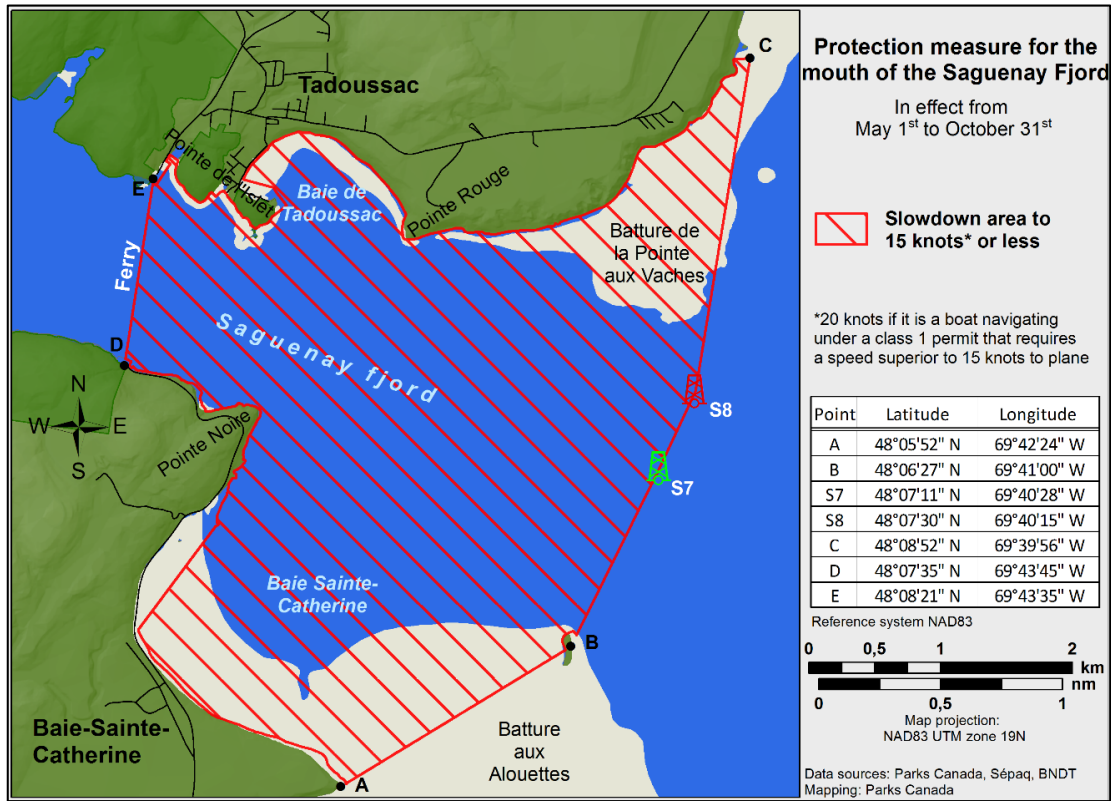 C
Tadoussac
Pointe de l'Islet
E
Baie de
Tadoussac
Pointe Rouge
Batture de
la Pointe
aux Vaches
Ferry
Saguenay fjord
D
N
W E
S
Pointe Noire
S8
S7
Baie Sainte-
Catherine
B
Baie-Sainte-
Catherine
Batture
aux
Alouettes
A
Protection measure for the
mouth of the Saguenay Fjord
In effect from
May 1st to October 31st
Slowdown area to
15 knots* or less
*20 knots if it is a boat navigating
under a class 1 permit that requires
a speed superior to 15 knots to plane
Point Latitude Longitude
A 48°05'52" N 69°42'24" W
B 48°06'27" N 69°41'00" W
S7 48°07'11" N 69°40'28" W
S8 48°07'30" N 69°40'15" W
C 48°08'52" N 69°39'56" W
D 48°07'35" N 69°43'45" W
E 48°08'21" N 69°43'35" W
Reference system NAD83
0 0,5 1 2
km
nm
0 0,5 1
Map projection:
NAD83 UTM zone 19N
Data sources: Parks Canada, Sépaq, BNDT
Mapping: Parks Canada